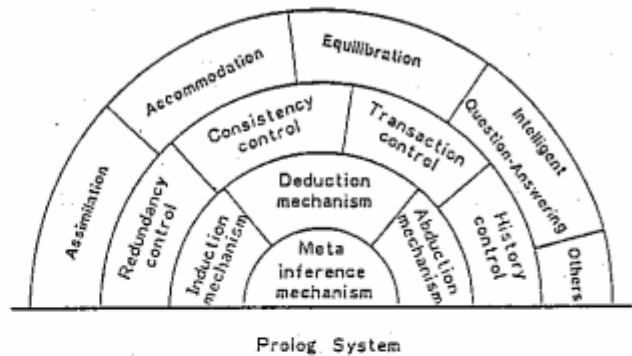 Assimilation
Accommodation
Equillibration
Intelligent
Question-Answering
Others
Redundancy
control
Consistency
control
Transaction
control
History
control
Induction
mechanism
Deduction
mechanism
Abduction
mechanism
Meta
inference
mechanism
Prolog System